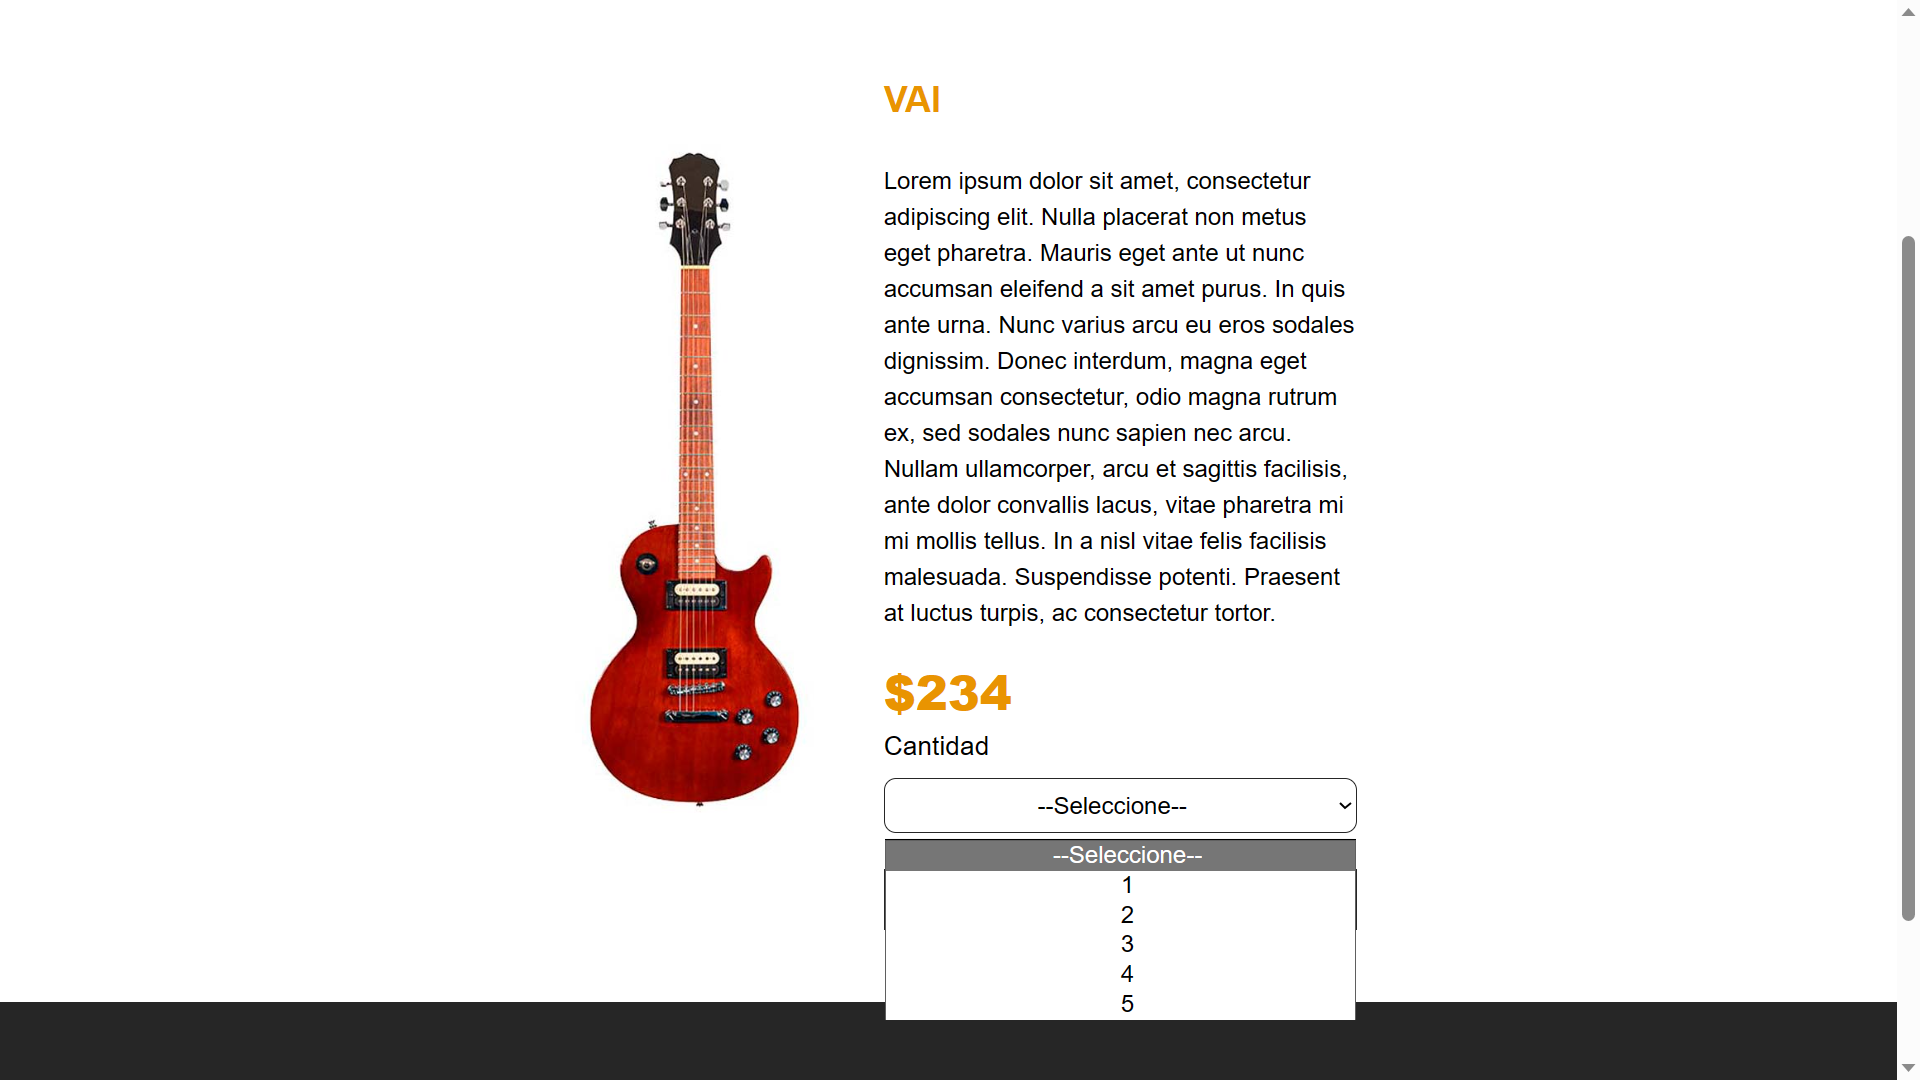 VAI
Lorem ipsum dolor sit amet, consectetur
adipiscing elit. Nulla placerat non metus
eget pharetra. Mauris eget ante ut nunc
accumsan eleifend a sit amet purus. In quis
ante urna. Nunc varius arcu eu eros sodales
dignissim. Donec interdum, magna eget
accumsan consectetur, odio magna rutrum
ex, sed sodales nunc sapien nec arcu.
Nullam ullamcorper, arcu et sagittis facilisis,
ante dolor convallis lacus, vitae pharetra mi
mi mollis tellus. In a nisl vitae felis facilisis
malesuada. Suspendisse potenti. Praesent
at luctus turpis, ac consectetur tortor.
$234
Cantidad
--Seleccione--
--Seleccione--
1
2
3
4
5